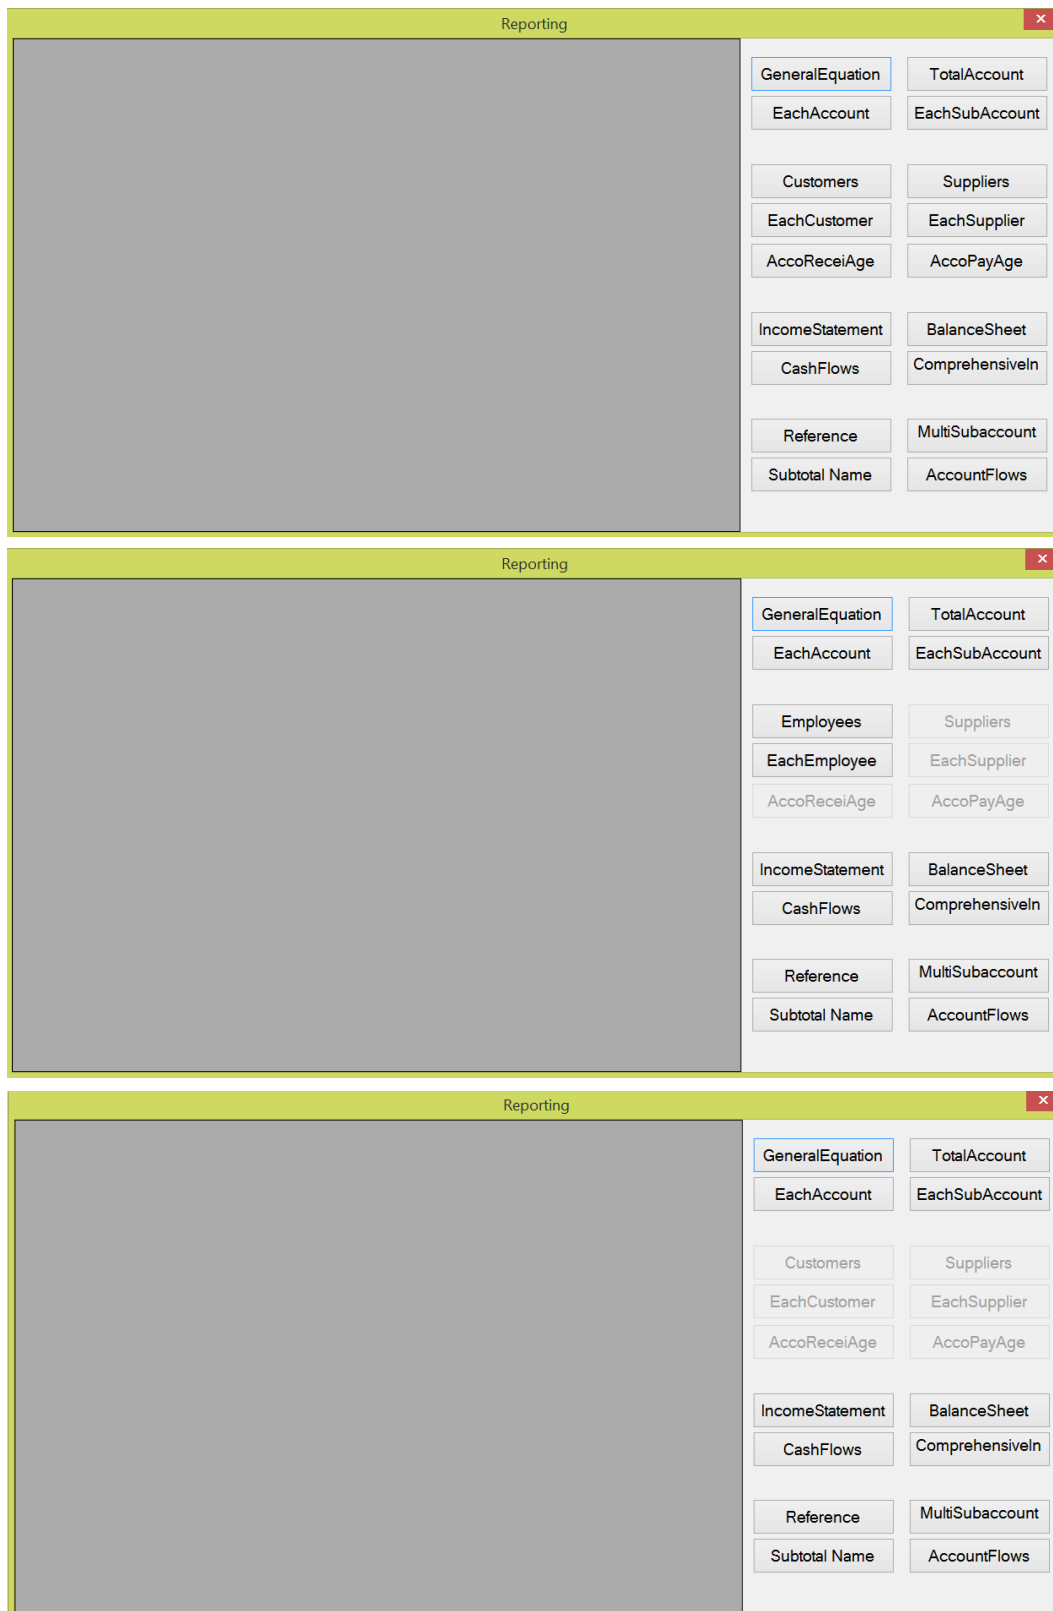 Reporting
GeneralEquation TotalAccount
EachAccount EachSubAccount
Customers Suppliers
EachCustomer EachSupplier
AccoReceiAge AccoPayAge
IncomeStatement BalanceSheet
CashFlows ComprehensiveIn
Reference MultiSubaccount
Subtotal Name AccountFlows
Reporting
GeneralEquation TotalAccount
EachAccount EachSubAccount
Employees Suppliers
EachEmployee EachSupplier
AccoReceiAge AccoPayAge
IncomeStatement BalanceSheet
CashFlows ComprehensiveIn
Reference MultiSubaccount
Subtotal Name AccountFlows
Reporting
GeneralEquation TotalAccount
EachAccount EachSubAccount
Customers Suppliers
EachCustomer EachSupplier
AccoReceiAge AccoPayAge
IncomeStatement BalanceSheet
CashFlows ComprehensiveIn
Reference MultiSubaccount
Subtotal Name AccountFlows